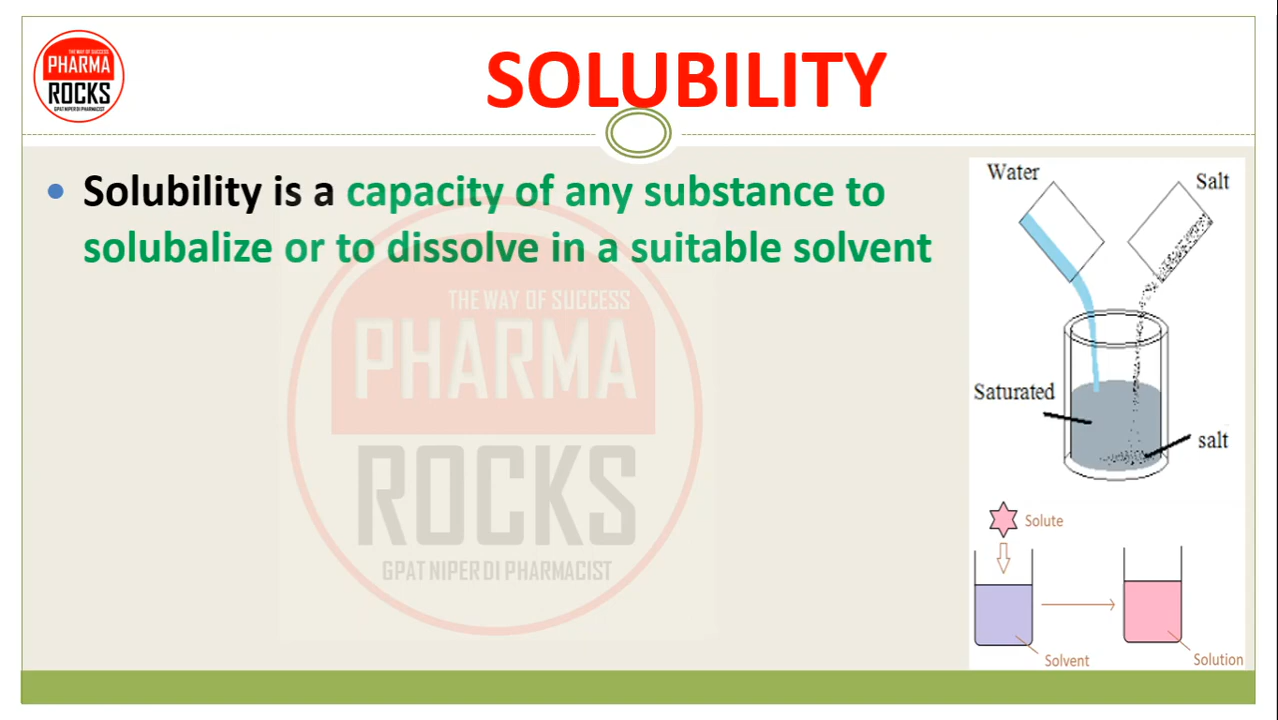 THE WAY OF SUCCESS
PHARMA
ROCKS
GPAT NIPER DI PHARMACIST
SOLUBILITY
• Solubility is a capacity of any substance to
solubalize or to dissolve in a suitable solvent
THE WAY OF SUCCESS
PHARMA
ROCKS
GPAT NIPER DI PHARMACIST
Water
Salt
Saturated
salt
Solute
Solvent
Solution